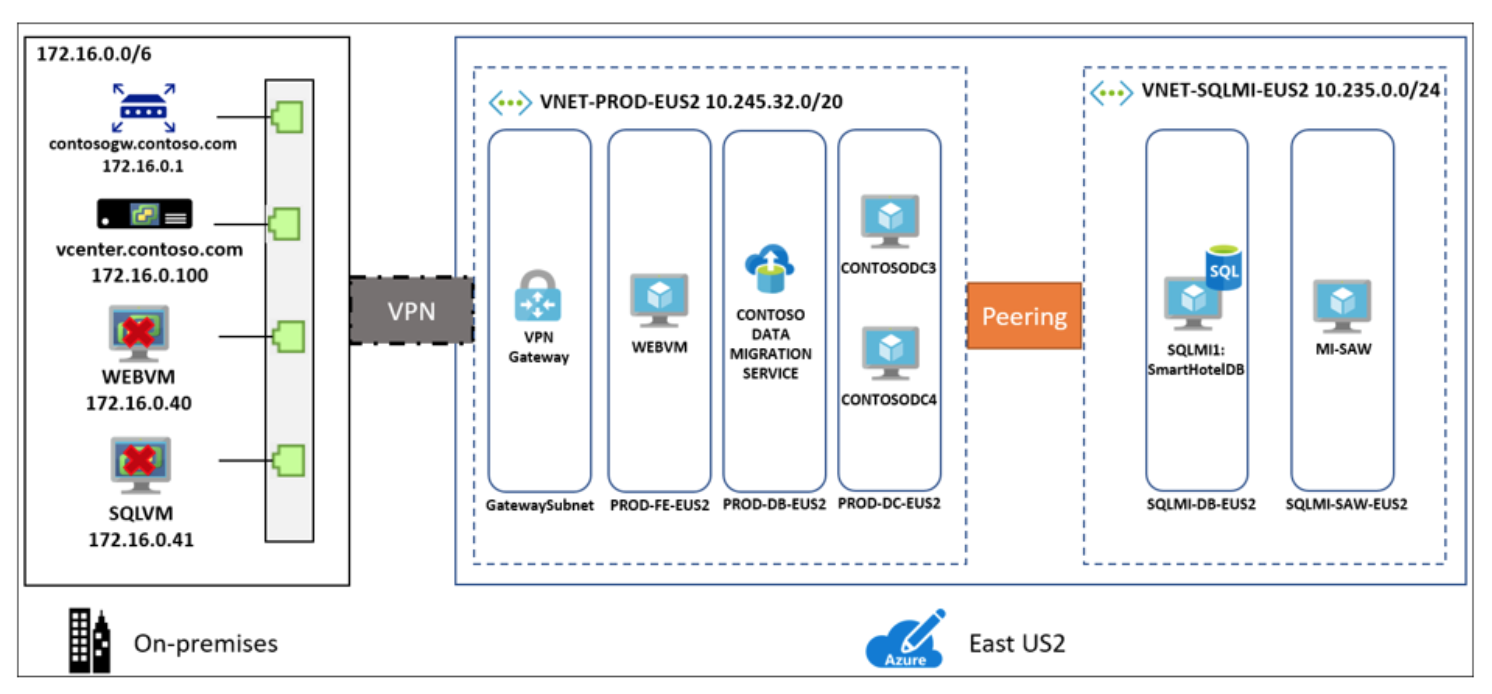 172.16.0.0/6
contosogw.contoso.com
172.16.0.1
vcenter.contoso.com
172.16.0.100
WEBVM
172.16.0.40
SQLVM
172.16.0.41
VPN
VNET-PROD-EUS2 10.245.32.0/20
VPN
Gateway
GatewaySubnet
WEBVM
PROD-FE-EUS2
CONTOSO
DATA
MIGRATION
SERVICE
PROD-DB-EUS2
CONTOSODC3
CONTOSODC4
PROD-DC-EUS2
Peering
VNET-SQLMI-EUS2 10.235.0.0/24
SQL
SQLMI1:
SmartHotelDB
SQLMI-DB-EUS2
MI-SAW
SQLMI-SAW-EUS2
On-premises
Azure
East US2